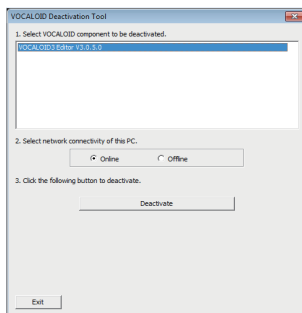 VOCALOID Deactivation Tool
1. Select VOCALOID component to be deactivated.
VOCALOID3 Editor V3.0.5.0
2. Select network connectivity of this PC.
Online Offline
3. Click the following button to deactivate.
Deactivate
Exit